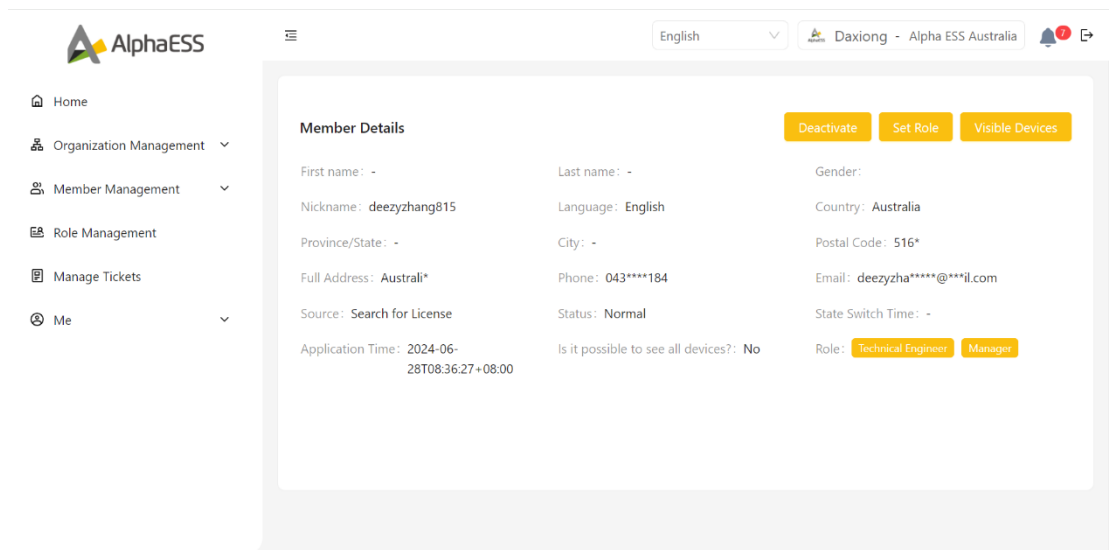 AlphaESS
English
Daxiong - Alpha ESS Australia
7
Home
Organization Management
Member Management
Role Management
Manage Tickets
Me
Member Details
Deactivate
Set Role
Visible Devices
First name: -
Last name: -
Gender:
Nickname: deezyzhang815
Language: English
Country: Australia
Province/State: -
City: -
Postal Code: 516*
Full Address: Australi*
Phone: 043****184
Email: deezyzha*****@***il.com
Source: Search for License
Status: Normal
State Switch Time: -
Application Time: 2024-06-
28T08:36:27+08:00
Is it possible to see all devices?: No
Role: Technical Engineer Manager